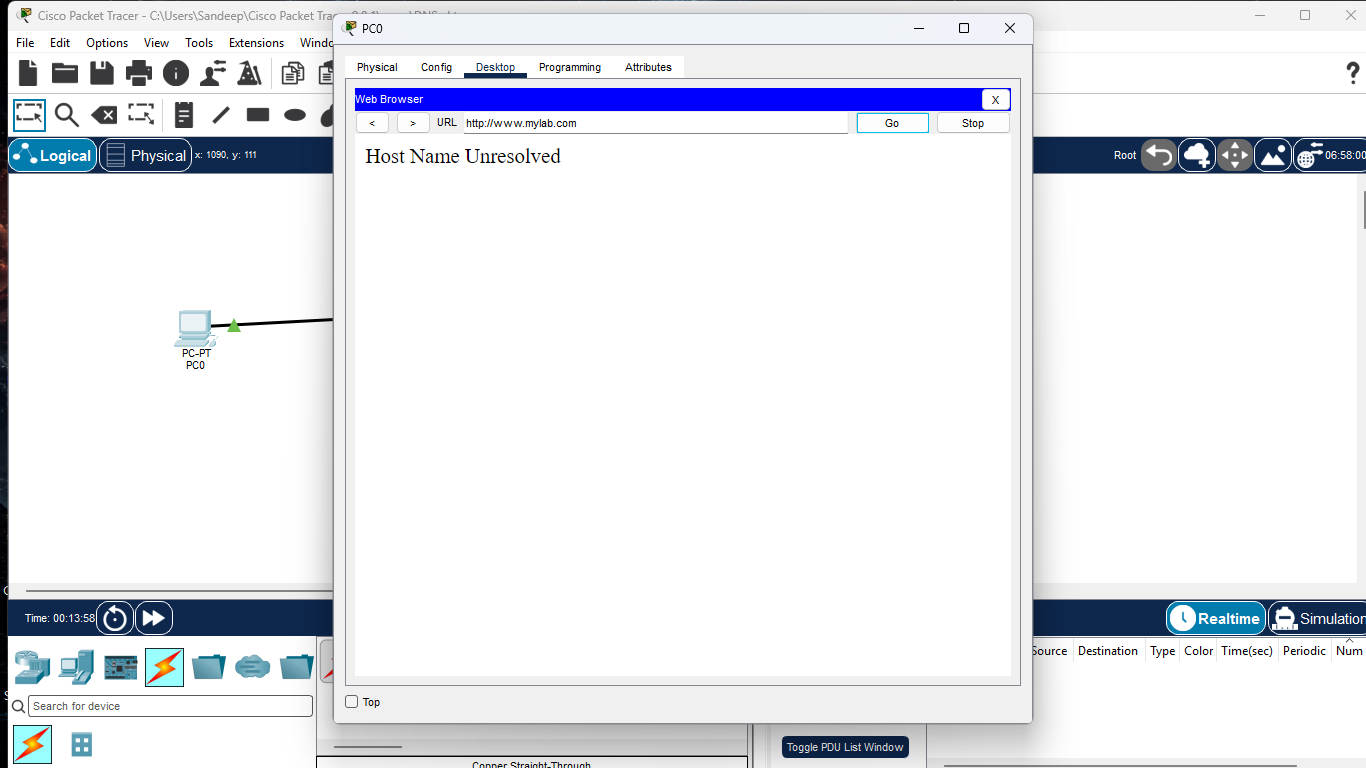 Cisco Packet Tracer - C:\Users\Sandeep\Cisco Packet Trac
PC0
File Edit Options View Tools Extensions Windo
Physical Config Desktop Programming Attributes
Web Browser X
< > URL http://www.mylab.com Go Stop
Host Name Unresolved
Logical Physical x: 1090, y: 111
Root 06:58:00
PC-PT
PC0
Time: 00:13:58
Realtime Simulation
Source Destination Type Color Time(sec) Periodic Num
Search for device
Top
Toggle PDU List Window
Copper Straight-Through